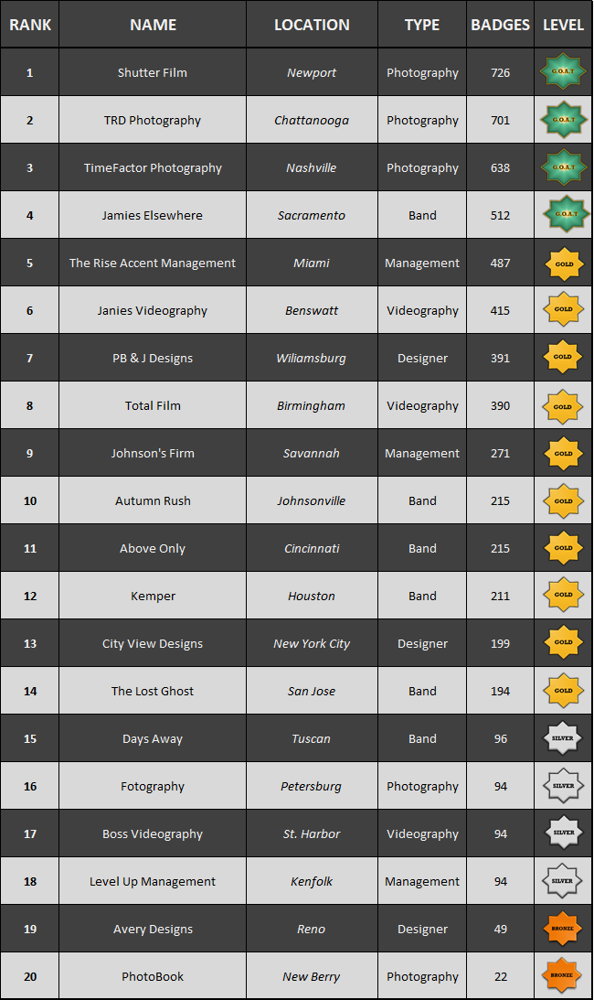 RANK NAME LOCATION TYPE BADGES LEVEL
1 Shutter Film Newport Photography 726 G.O.A.T
2 TRD Photography Chattanooga Photography 701 G.O.A.T
3 TimeFactor Photography Nashville Photography 638 G.O.A.T
4 Jamies Elsewhere Sacramento Band 512 G.O.A.T
5 The Rise Accent Management Miami Management 487 GOLD
6 Janies Videography Benswatt Videography 415 GOLD
7 PB & J Designs Wiliamsburg Designer 391 GOLD
8 Total Film Birmingham Videography 390 GOLD
9 Johnson's Firm Savannah Management 271 GOLD
10 Autumn Rush Johnsonville Band 215 GOLD
11 Above Only Cincinnati Band 215 GOLD
12 Kemper Houston Band 211 GOLD
13 City View Designs New York City Designer 199 GOLD
14 The Lost Ghost San Jose Band 194 GOLD
15 Days Away Tuscan Band 96 SILVER
16 Fotography Petersburg Photography 94 SILVER
17 Boss Videography St. Harbor Videography 94 SILVER
18 Level Up Management Kenfolk Management 94 SILVER
19 Avery Designs Reno Designer 49 BRONZE
20 PhotoBook New Berry Photography 22 BRONZE